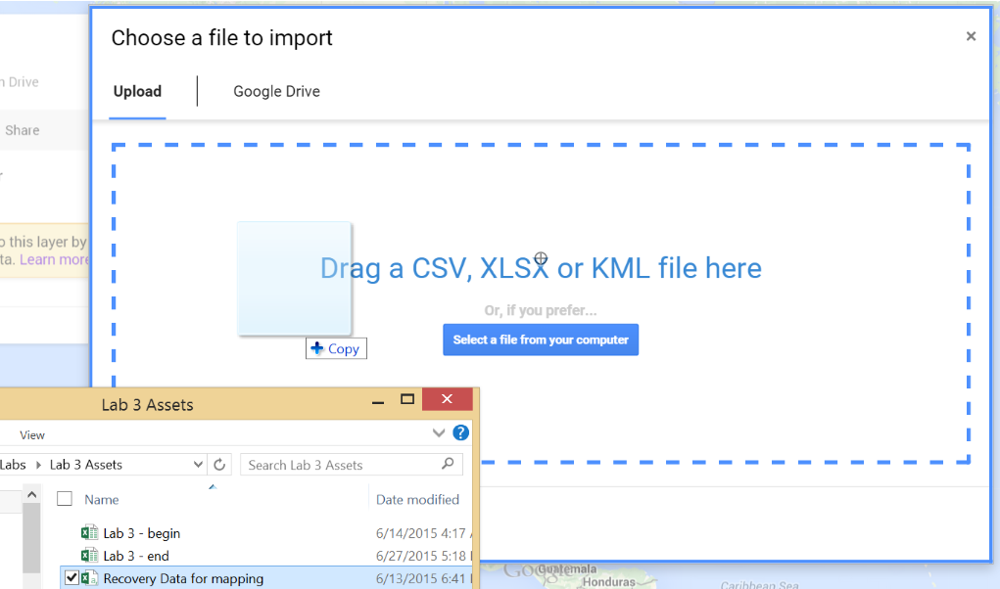 Choose a file to import
×
Upload
Google Drive
n Drive
Share
Drag a CSV, XLSX or KML file here
o this layer by
ta. Learn more
Or, if you prefer...
Select a file from your computer
Copy
Lab 3 Assets
View
Labs Lab 3 Assets
Search Lab 3 Assets
Name
Date modified
Lab 3 - begin
6/14/2015 4:17
Lab 3 - end
6/27/2015 5:18
Recovery Data for mapping
6/13/2015 6:41
Google
Guatemala
Honduras
Caribbean Sea